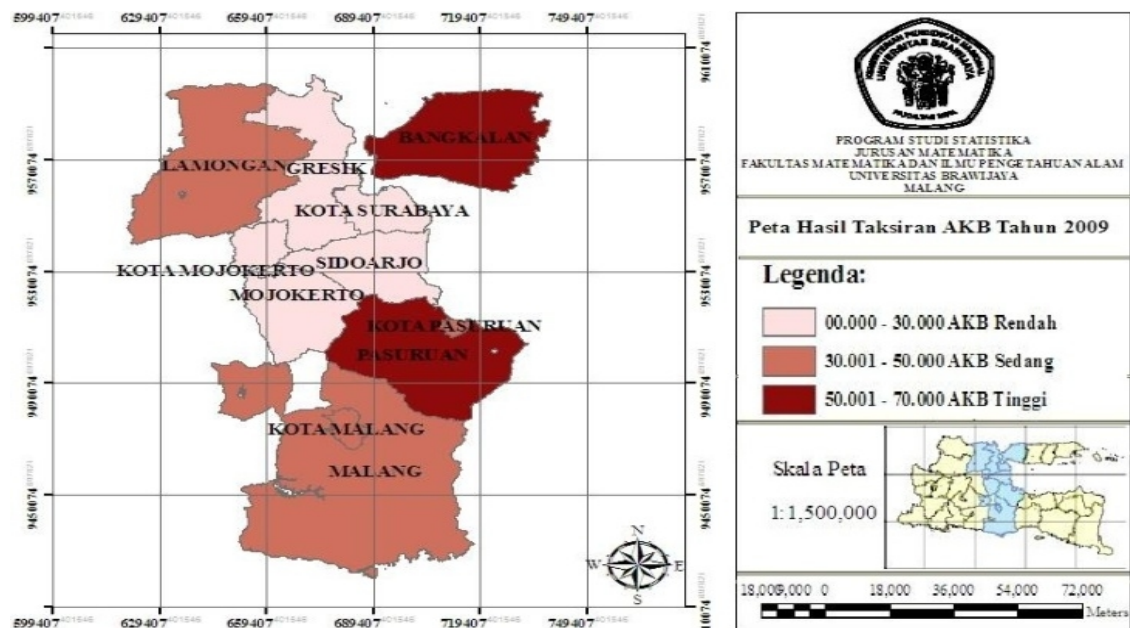 599407 629407 659407 689407 719407 749407
9610074
9570074
9530074
9490074
9450074
BANGKALAN
LAMONGAN
GRESIK
KOTA SURABAYA
KOTA MOJOKERTO
SIDOARJO
MOJOKERTO
KOTA PASURUAN
PASURUAN
KOTA MALANG
MALANG
N
W E
S
9610074
9570074
9530074
9490074
9450074
599407 629407 659407 689407 719407 749407
UNIVERSITAS BRAWIJAYA
PROGRAM STUDI STATISTIKA
JURUSAN MATEMATIKA
FAKULTAS MATEMATIKA DAN ILMU PENGETAHUAN ALAM
UNIVERSITAS BRAWIJAYA
MALANG
Peta Hasil Taksiran AKB Tahun 2009
Legenda:
00.000 - 30.000 AKB Rendah
30.001 - 50.000 AKB Sedang
50.001 - 70.000 AKB Tinggi
Skala Peta
1:1,500,000
0 18,000 36,000 54,000 72,000
Meters